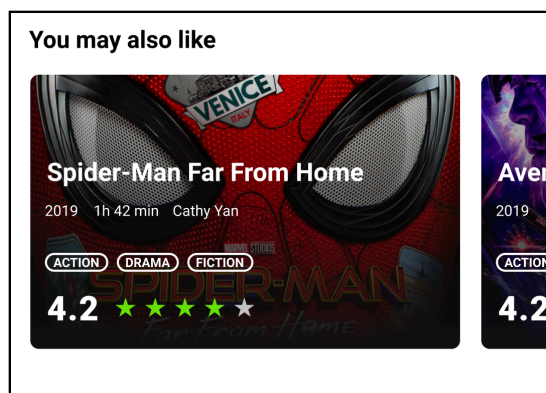 You may also like
VENICE
ITALY
Spider-Man Far From Home
2019 1h 42 min Cathy Yan
MARVEL STUDIOS
ACTION DRAMA FICTION
SPIDER-MAN
4.2
Far From Home
Aven
2019
ACTION
4.2